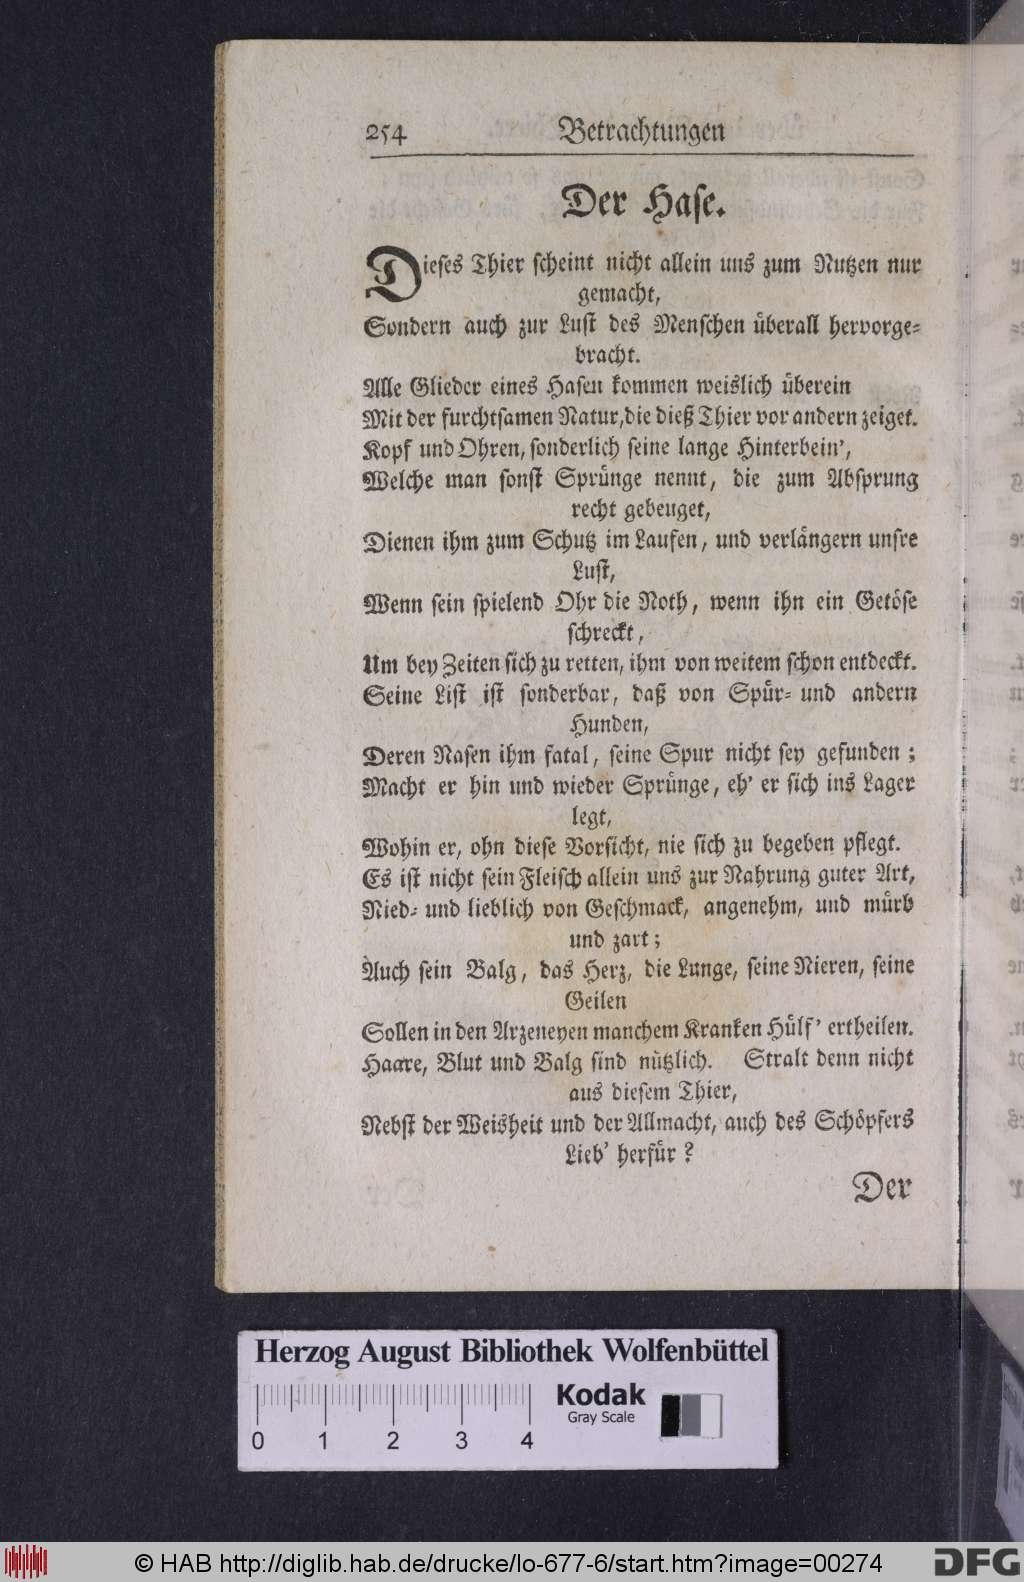 254 Betrachtungen
Der Haſe.
Dieſes Thier ſcheint nicht allein uns zum Nutzen nur
gemacht,
Sondern auch zur Luſt des Menſchen überall hervorge⸗
bracht.
Alle Glieder eines Haſen kommen weislich überein
Mit der furchtſamen Natur, die dieß Thier vor andern zeiget.
Kopf und Ohren, ſonderlich ſeine lange Hinterbein’,
Welche man ſonſt Sprünge nennt, die zum Abſprung
recht gebeuget,
Dienen ihm zum Schutz im Laufen, und verlängern unſre
Luſt,
Wenn ſein ſpielend Ohr die Noth, wenn ihn ein Getöſe
ſchreckt,
Um bey Zeiten ſich zu retten, ihm von weitem ſchon entdeckt.
Seine Liſt iſt ſonderbar, daß von Spür⸗ und andern
Hunden,
Deren Naſen ihm fatal, ſeine Spur nicht ſey gefunden;
Macht er hin und wieder Sprünge, eh’ er ſich ins Lager
legt,
Wohin er, ohn dieſe Vorſicht, nie ſich zu begeben pflegt.
Es iſt nicht ſein Fleiſch allein uns zur Nahrung guter Art,
Nied⸗ und lieblich von Geſchmack, angenehm, und mürb
und zart;
Auch ſein Balg, das Herz, die Lunge, ſeine Nieren, ſeine
Geilen
Sollen in den Arzeneyen manchem Kranken Hülf’ ertheilen.
Haare, Blut und Balg ſind nützlich. Stralt denn nicht
aus dieſem Thier,
Nebſt der Weisheit und der Allmacht, auch des Schöpfers
Lieb’ herfür?
Der
Herzog August Bibliothek Wolfenbüttel
Kodak
Gray Scale
0 1 2 3 4
© HAB http://diglib.hab.de/drucke/lo-677-6/start.htm?image=00274
DFG